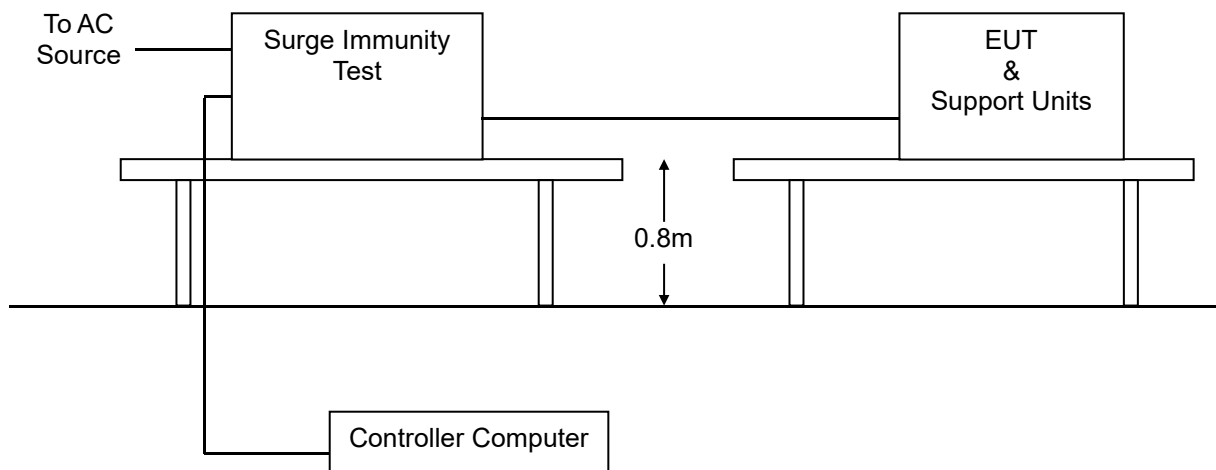 To AC
Source
Surge Immunity
Test
EUT
&
Support Units
0.8m
Controller Computer